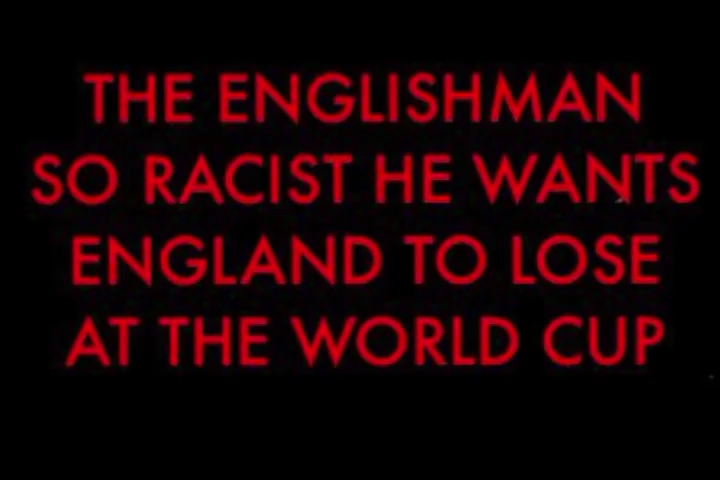 THE ENGLISHMAN
SO RACIST HE WANTS
ENGLAND TO LOSE
AT THE WORLD CUP